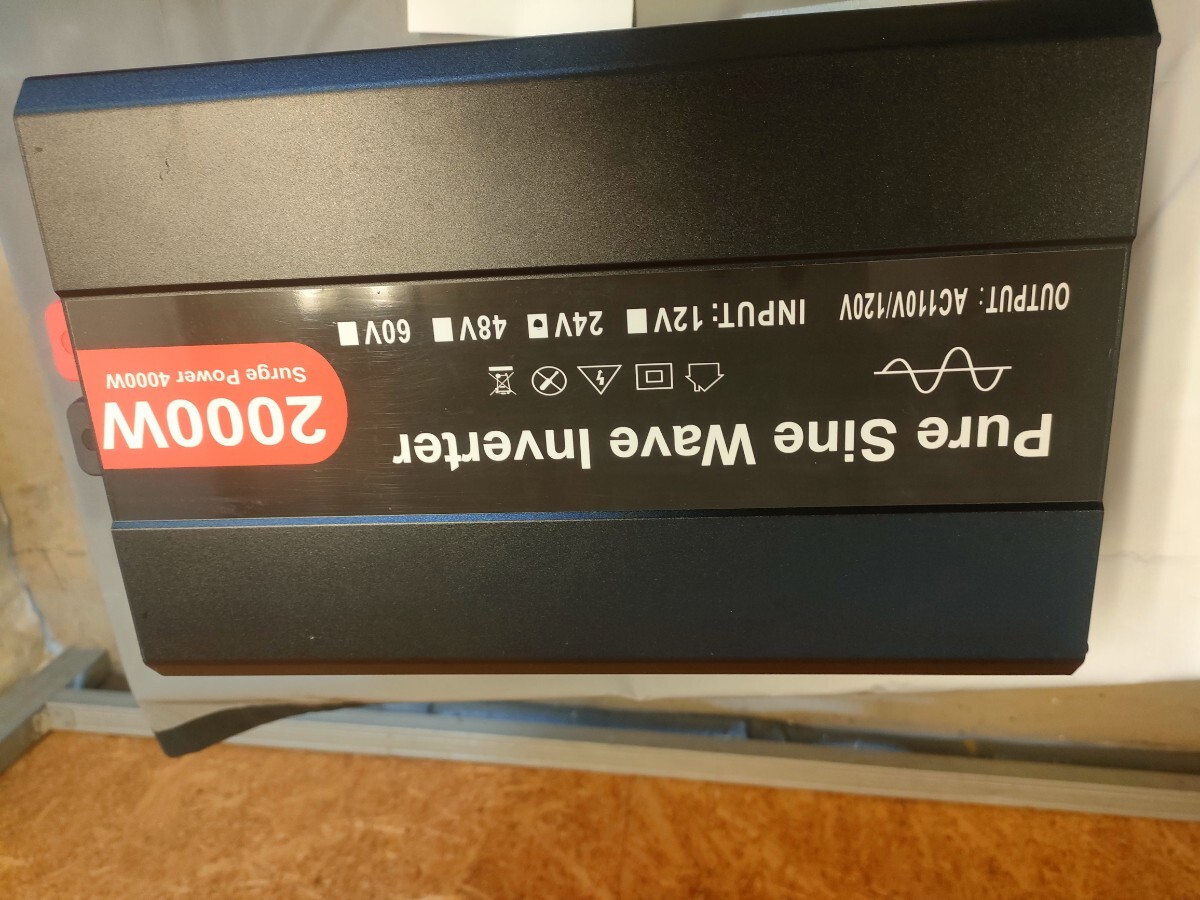 Pure Sine Wave Inverter
2000W
Surge Power 4000W
OUTPUT: AC110V/120V
INPUT: 12V 24V 48V 60V